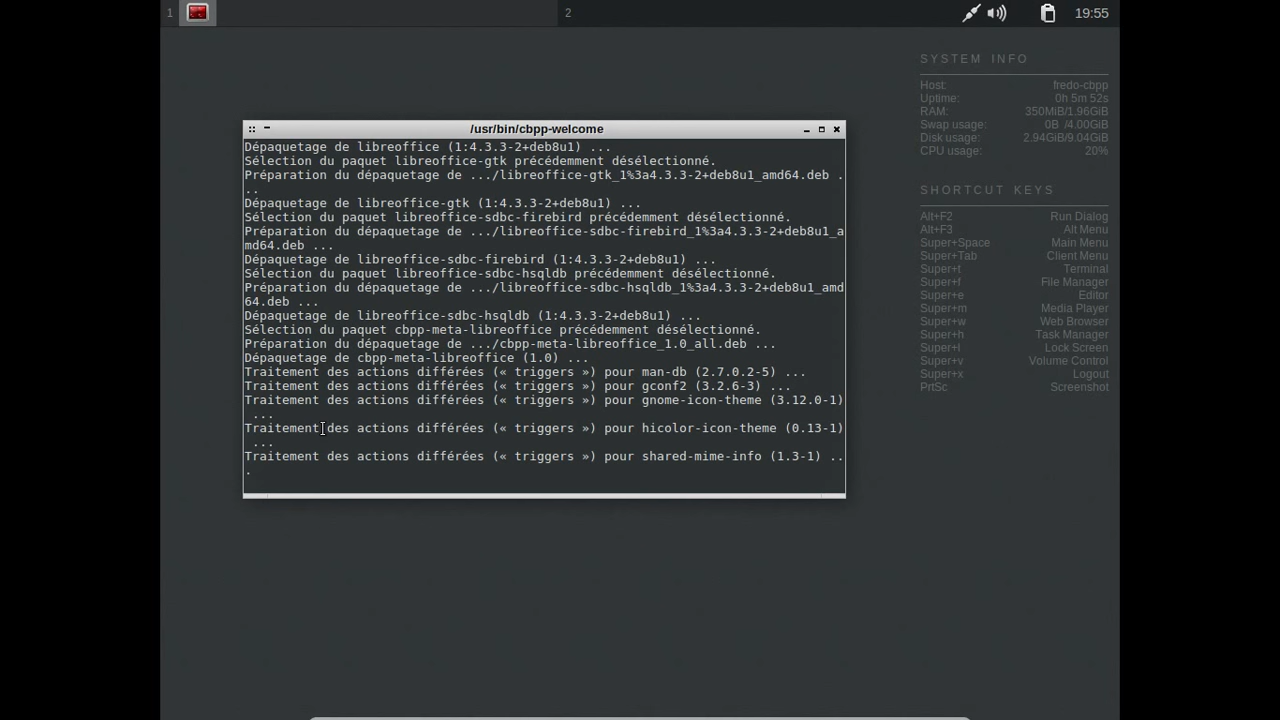 1
2
19:55
/usr/bin/cbpp-welcome
Dépaquetage de libreoffice (1:4.3.3-2+deb8u1) ...
Sélection du paquet libreoffice-gtk précédemment désélectionné.
Préparation du dépaquetage de .../libreoffice-gtk_1%3a4.3.3-2+deb8u1_amd64.deb .
..
Dépaquetage de libreoffice-gtk (1:4.3.3-2+deb8u1) ...
Sélection du paquet libreoffice-sdbc-firebird précédemment désélectionné.
Préparation du dépaquetage de .../libreoffice-sdbc-firebird_1%3a4.3.3-2+deb8u1_a
md64.deb ...
Dépaquetage de libreoffice-sdbc-firebird (1:4.3.3-2+deb8u1) ...
Sélection du paquet libreoffice-sdbc-hsqldb précédemment désélectionné.
Préparation du dépaquetage de .../libreoffice-sdbc-hsqldb_1%3a4.3.3-2+deb8u1_amd
64.deb ...
Dépaquetage de libreoffice-sdbc-hsqldb (1:4.3.3-2+deb8u1) ...
Sélection du paquet cbpp-meta-libreoffice précédemment désélectionné.
Préparation du dépaquetage de .../cbpp-meta-libreoffice_1.0_all.deb ...
Dépaquetage de cbpp-meta-libreoffice (1.0) ...
Traitement des actions différées (« triggers ») pour man-db (2.7.0.2-5) ...
Traitement des actions différées (« triggers ») pour gconf2 (3.2.6-3) ...
Traitement des actions différées (« triggers ») pour gnome-icon-theme (3.12.0-1)
...
Traitement des actions différées (« triggers ») pour hicolor-icon-theme (0.13-1)
...
Traitement des actions différées (« triggers ») pour shared-mime-info (1.3-1) ..
.
SYSTEM INFO
Host: fredo-cbpp
Uptime: 0h 5m 52s
RAM: 350MiB/1.96GiB
Swap usage: 0B /4.00GiB
Disk usage: 2.94GiB/9.04GiB
CPU usage: 20%
SHORTCUT KEYS
Alt+F2 Run Dialog
Alt+F3 Alt Menu
Super+Space Main Menu
Super+Tab Client Menu
Super+t Terminal
Super+f File Manager
Super+e Editor
Super+m Media Player
Super+w Web Browser
Super+h Task Manager
Super+l Lock Screen
Super+v Volume Control
Super+x Logout
PrtSc Screenshot